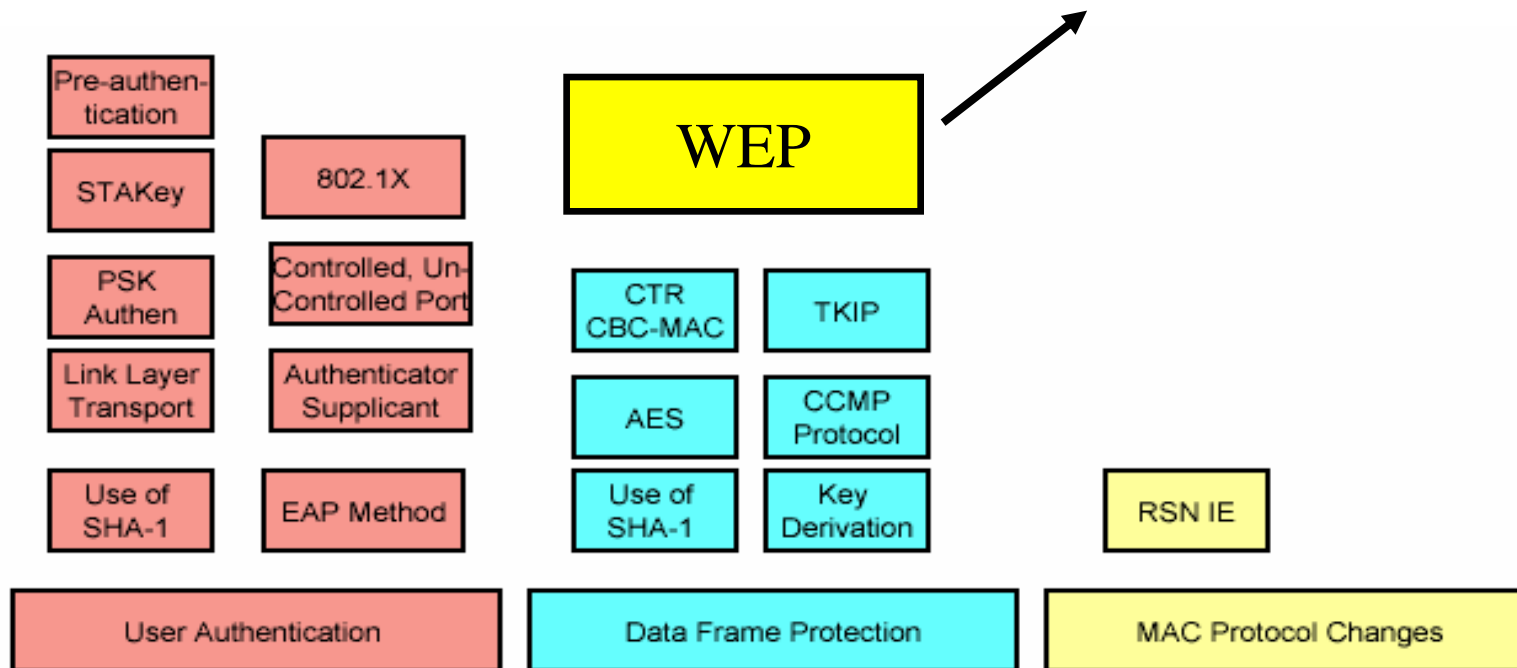 Pre-authen-
tication
STAKey
PSK
Authen
Link Layer
Transport
Use of
SHA-1
802.1X
Controlled, Un-
Controlled Port
Authenticator
Supplicant
EAP Method
User Authentication
WEP
CTR
CBC-MAC
TKIP
AES
CCMP
Protocol
Use of
SHA-1
Key
Derivation
Data Frame Protection
RSN IE
MAC Protocol Changes